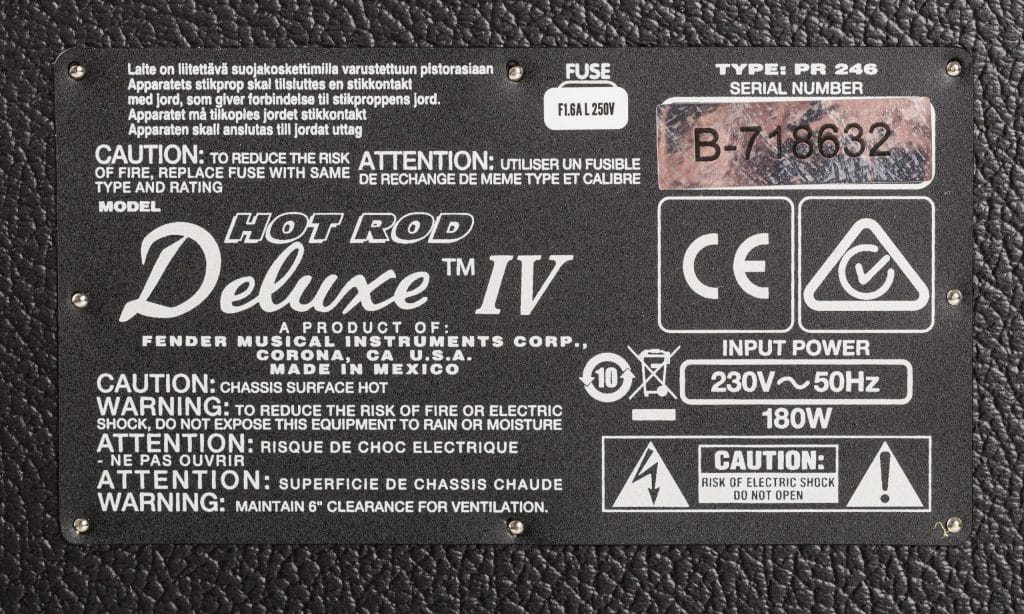 Laite on liitettävä suojakoskettimilla varustettuun pistorasiaan
Apparatets stikprop skal tilsluttes en stikkontakt
med jord, som giver forbindelse til stikproppens jord.
Apparatet må tilkoples jordet stikkontakt
Apparaten skall anslutas till jordat uttag
FUSE
F1.6A L 250V
TYPE: PR 246
SERIAL NUMBER
B-718632
CAUTION: TO REDUCE THE RISK
OF FIRE, REPLACE FUSE WITH SAME
TYPE AND RATING
ATTENTION: UTILISER UN FUSIBLE
DE RECHANGE DE MEME TYPE ET CALIBRE
MODEL
HOT ROD
Deluxe™ IV
A PRODUCT OF:
FENDER MUSICAL INSTRUMENTS CORP.,
CORONA, CA U.S.A.
MADE IN MEXICO
CE
INPUT POWER
10
230V~50Hz
180W
CAUTION: CHASSIS SURFACE HOT
WARNING: TO REDUCE THE RISK OF FIRE OR ELECTRIC
SHOCK, DO NOT EXPOSE THIS EQUIPMENT TO RAIN OR MOISTURE
ATTENTION: RISQUE DE CHOC ELECTRIQUE
- NE PAS OUVRIR
ATTENTION: SUPERFICIE DE CHASSIS CHAUDE
WARNING: MAINTAIN 6" CLEARANCE FOR VENTILATION.
CAUTION:
RISK OF ELECTRIC SHOCK
DO NOT OPEN